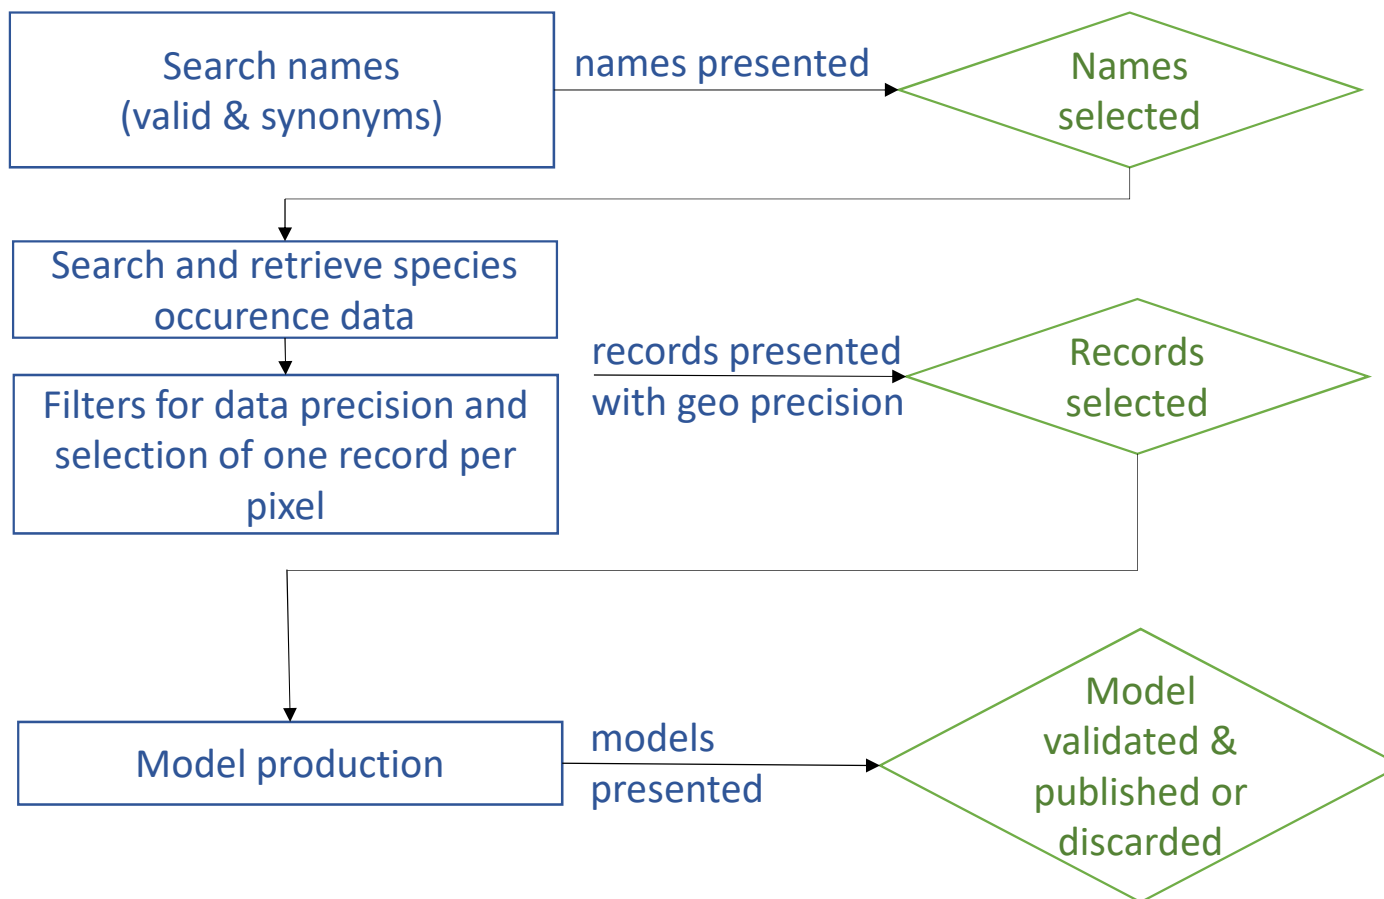 Search names
(valid & synonyms)
names presented
Names
selected
Search and retrieve species
occurence data
Filters for data precision and
selection of one record per
pixel
records presented
with geo precision
Records
selected
Model production
models
presented
Model
validated &
published or
discarded